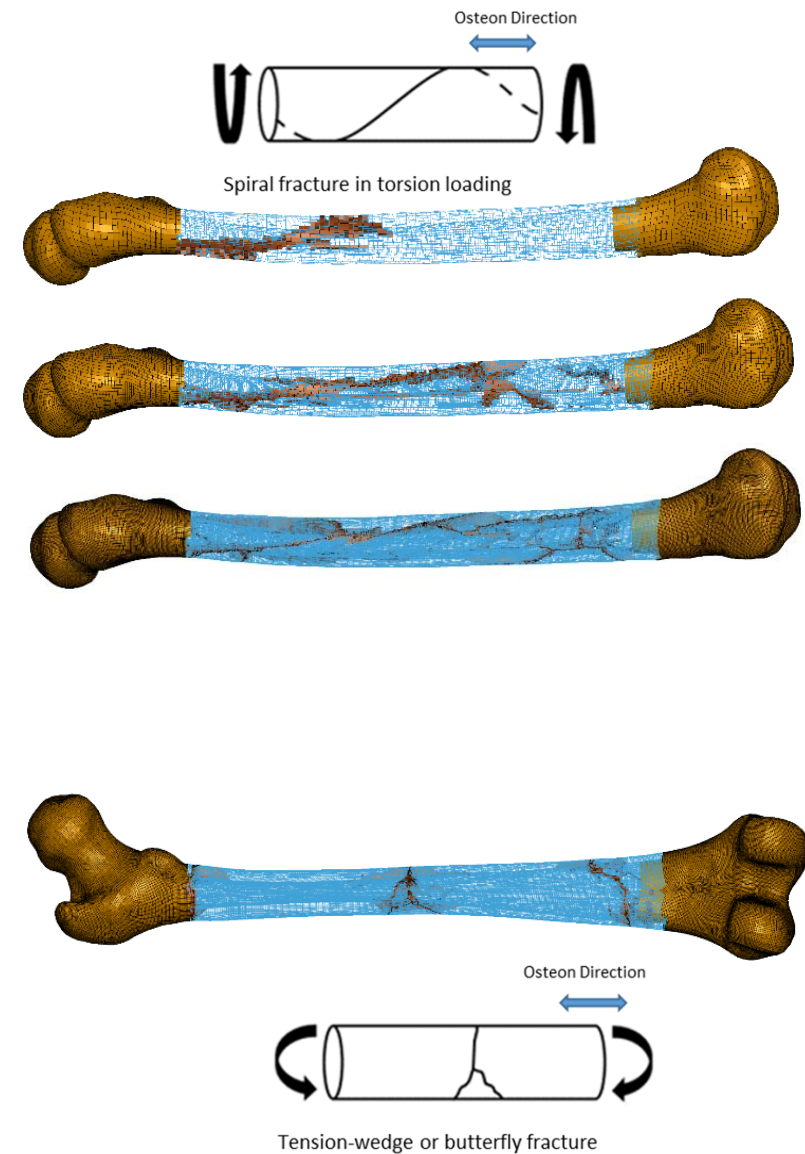 Osteon Direction
Spiral fracture in torsion loading
Osteon Direction
Tension-wedge or butterfly fracture